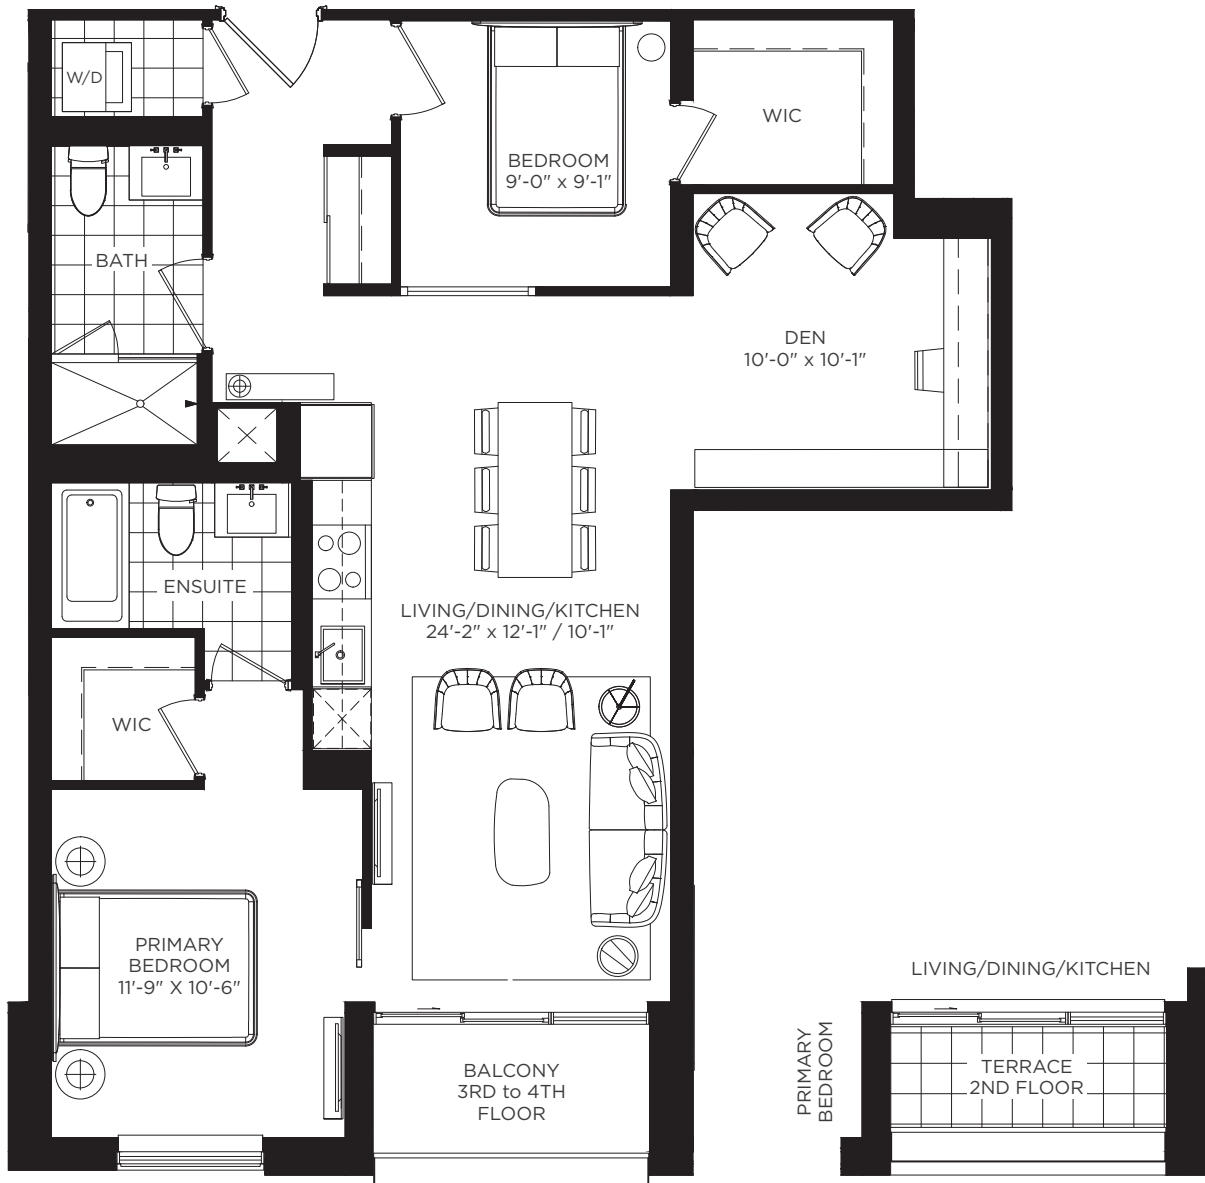 W/D
WIC
BEDROOM
9'-0" x 9'-1"
BATH
DEN
10'-0" x 10'-1"
ENSUITE
LIVING/DINING/KITCHEN
24'-2" x 12'-1" / 10'-1"
WIC
PRIMARY
BEDROOM
11'-9" X 10'-6"
BALCONY
3RD to 4TH
FLOOR
LIVING/DINING/KITCHEN
PRIMARY
BEDROOM
TERRACE
2ND FLOOR